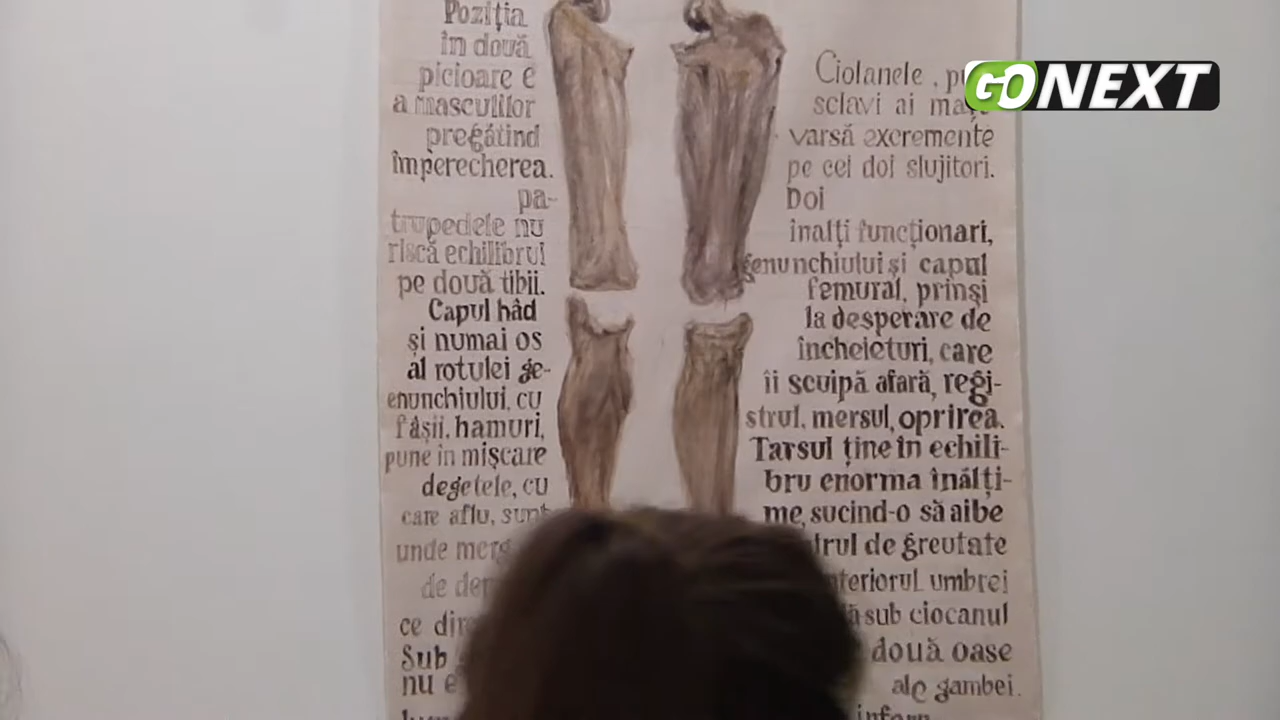 Poziția
în două
picioare e
a masculilor
pregătind
împerecherea.
pa-
trupedele nu
riscă echilibrul
pe două tibii.
Capul hâd
și numai os
al rotulei ge-
enunchiului, cu
fâșii, hamuri,
pune în mișcare
degetele, cu
care aflu, sunt
unde merg
de
ce
Sub
nu e
Ciolanele,
sclavi ai
varsă excremente
pe cei doi slujitori.
Doi
înalți funcționari,
genunchiului și capul
femural, prinși
la desperare de
încheieturi, care
îi scuipă afară, regi-
strul, mersul, oprirea.
Tarsul ține în echili-
bru enorma înălți-
me, sucind-o să aibe
de greutate
umbrei
sub ciocanul
două oase
ale gambei.
GO NEXT